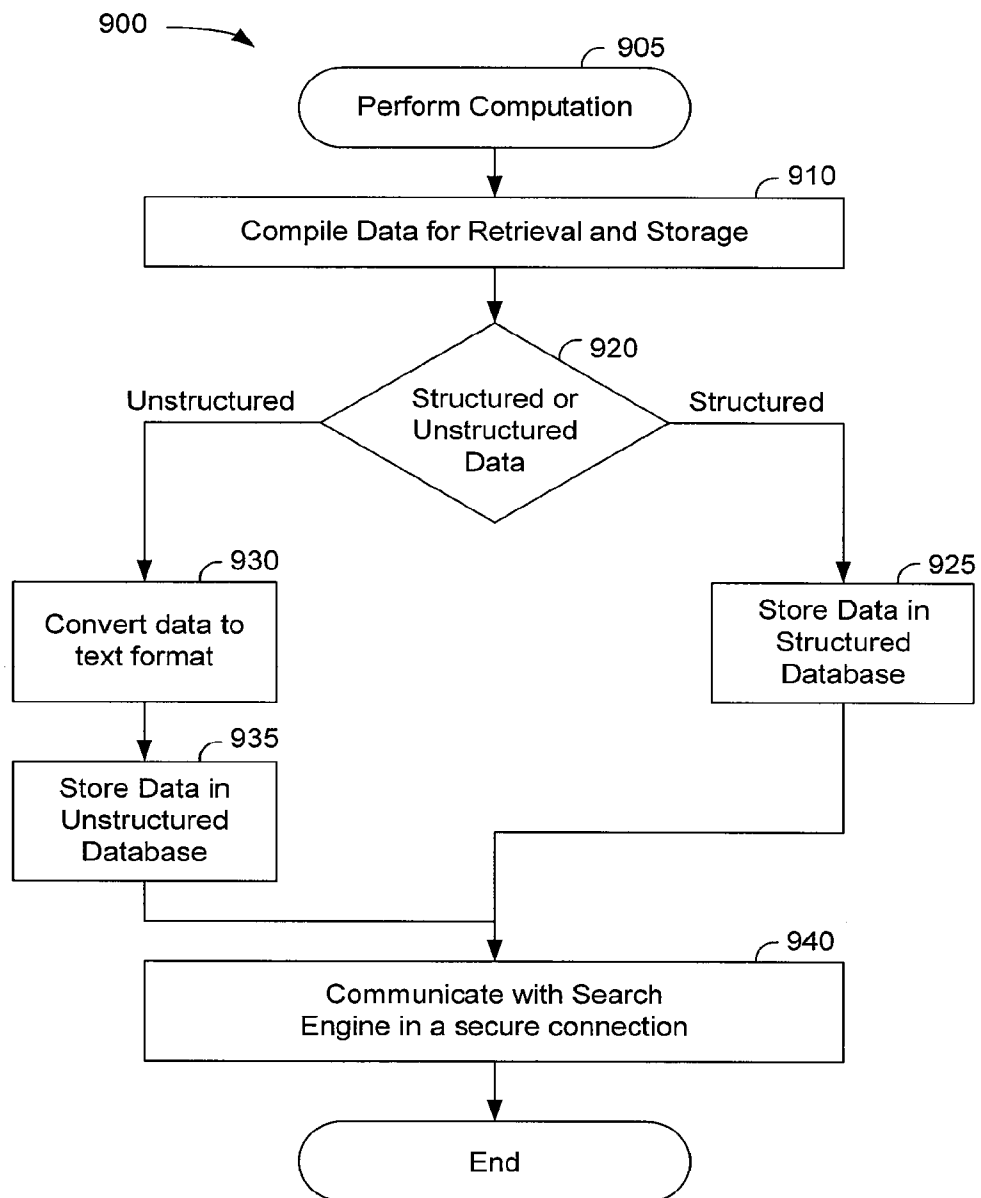 900
905
Perform Computation
910
Compile Data for Retrieval and Storage
920
Structured or
Unstructured
Data
Unstructured
Structured
930
Convert data to
text format
925
Store Data in
Structured
Database
935
Store Data in
Unstructured
Database
940
Communicate with Search
Engine in a secure connection
End